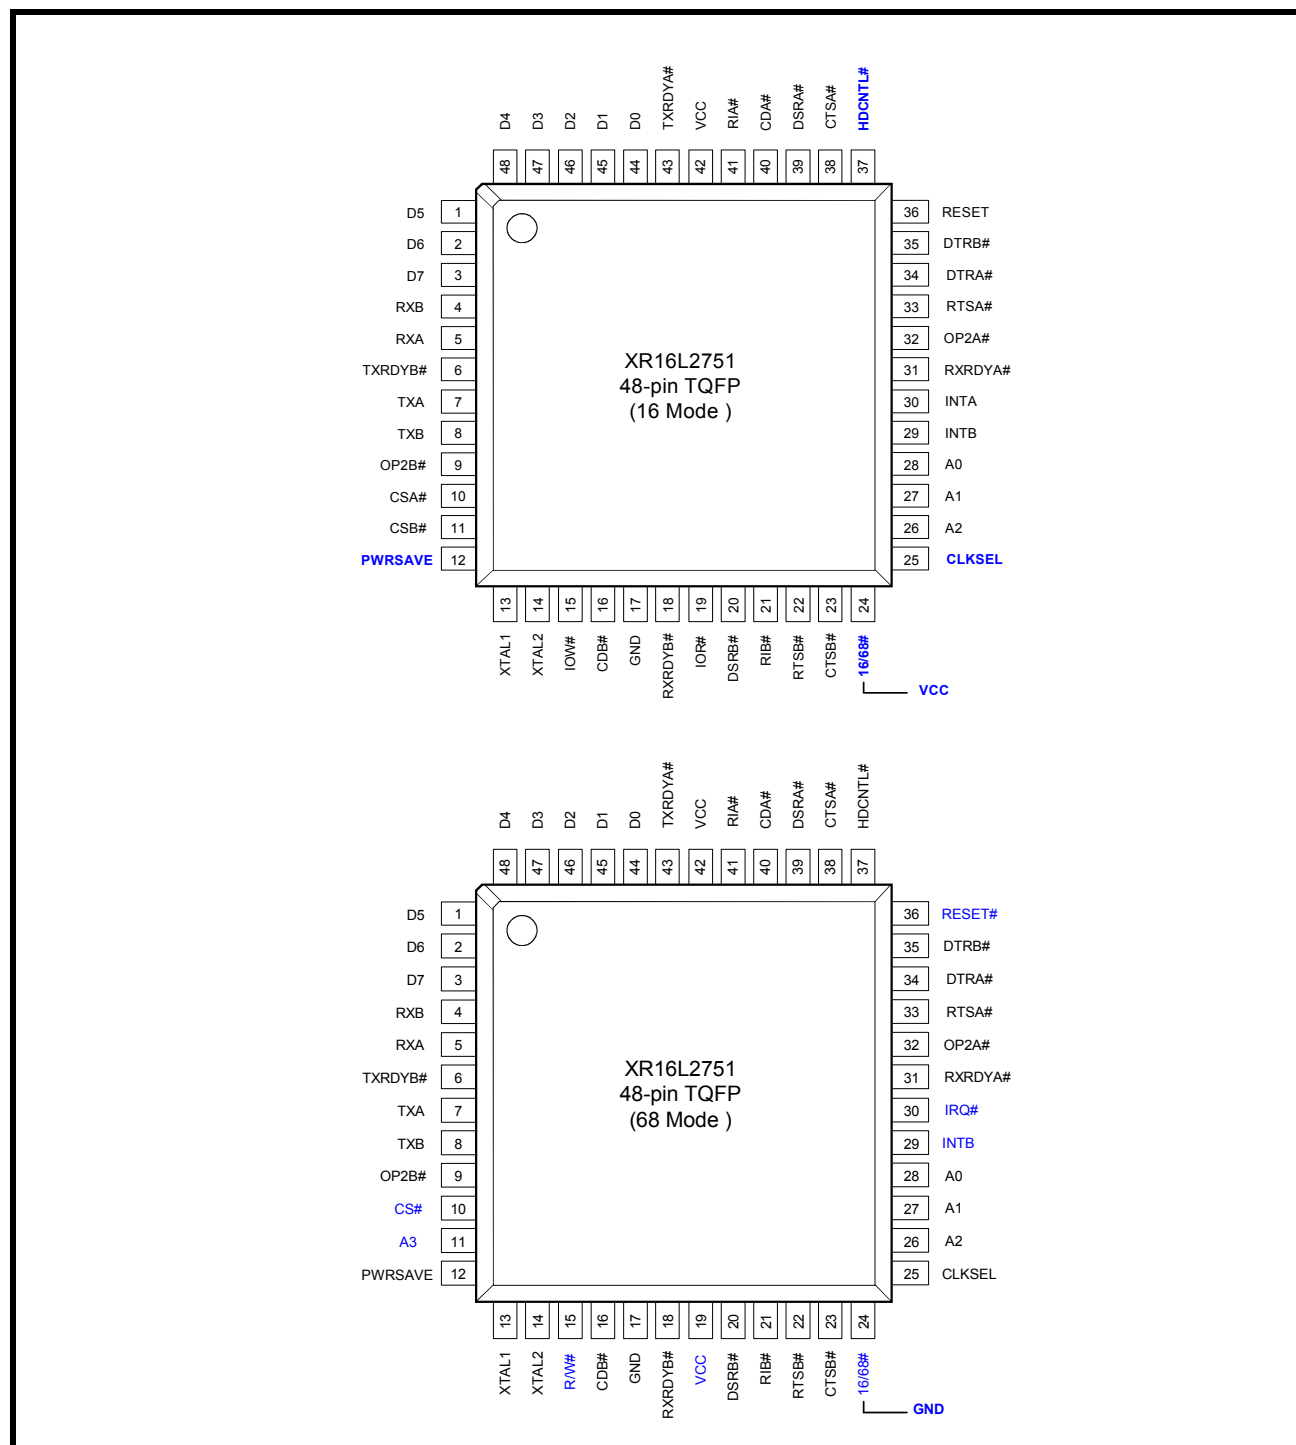 D4 D3 D2 D1 D0 TXRDYA# VCC RIA# CDA# DSRA# CTSA# HDCNTL#
48 47 46 45 44 43 42 41 40 39 38 37
D5 1 36 RESET
D6 2 35 DTRB#
D7 3 34 DTRA#
RXB 4 33 RTSA#
RXA 5 32 OP2A#
TXRDYB# 6 31 RXRDYA#
TXA 7 30 INTA
TXB 8 29 INTB
OP2B# 9 28 A0
CSA# 10 27 A1
CSB# 11 26 A2
PWRSAVE 12 25 CLKSEL
XR16L2751
48-pin TQFP
(16 Mode )
13 14 15 16 17 18 19 20 21 22 23 24
XTAL1 XTAL2 IOW# CDB# GND RXRDYB# IOR# DSRB# RIB# RTSB# CTSB# 16/68#
VCC
D4 D3 D2 D1 D0 TXRDYA# VCC RIA# CDA# DSRA# CTSA# HDCNTL#
48 47 46 45 44 43 42 41 40 39 38 37
D5 1 36 RESET#
D6 2 35 DTRB#
D7 3 34 DTRA#
RXB 4 33 RTSA#
RXA 5 32 OP2A#
TXRDYB# 6 31 RXRDYA#
TXA 7 30 IRQ#
TXB 8 29 INTB
OP2B# 9 28 A0
CS# 10 27 A1
A3 11 26 A2
PWRSAVE 12 25 CLKSEL
XR16L2751
48-pin TQFP
(68 Mode )
13 14 15 16 17 18 19 20 21 22 23 24
XTAL1 XTAL2 R/W# CDB# GND RXRDYB# VCC DSRB# RIB# RTSB# CTSB# 16/68#
GND